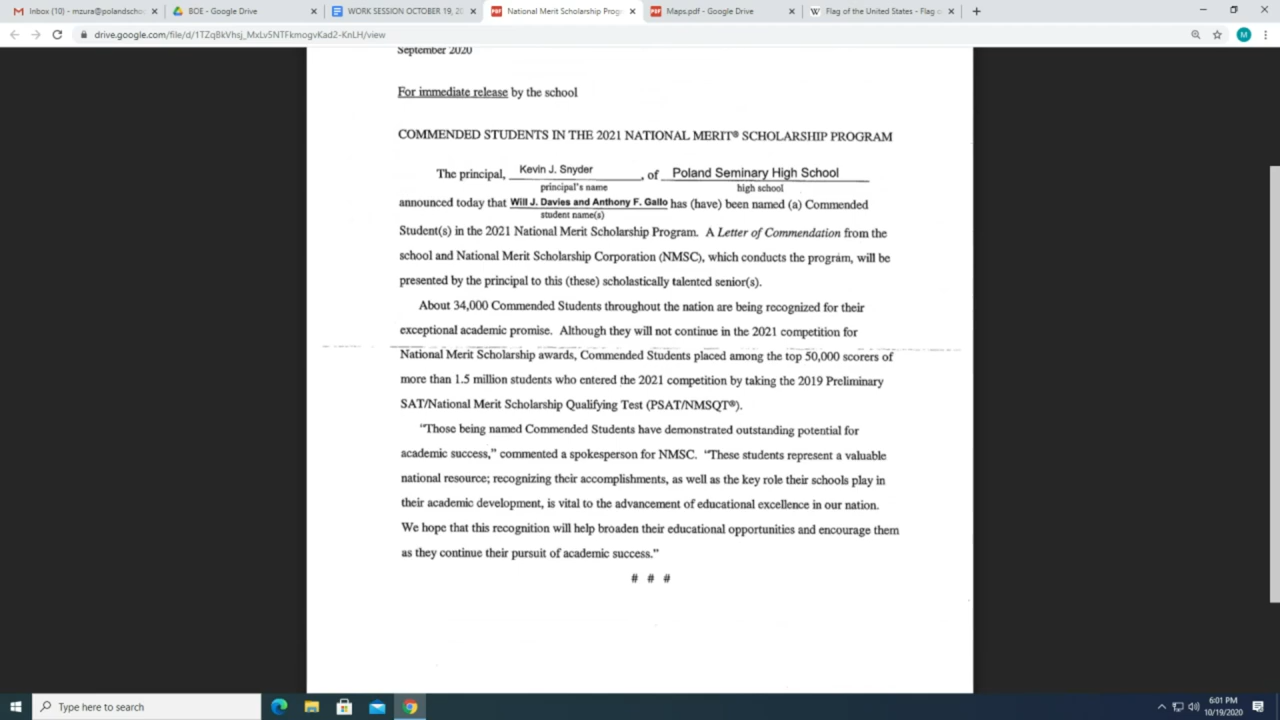 Inbox (10) - mzura@polandscho
BOE - Google Drive
WORK SESSION OCTOBER 19, 20
National Merit Scholarship Prog
Maps.pdf - Google Drive
Flag of the United States - Flag o
drive.google.com/file/d/1TZqBkVhsj_MxLv5NTFkmogvKad2-KnLH/view
M
September 2020
For immediate release by the school
COMMENDED STUDENTS IN THE 2021 NATIONAL MERIT® SCHOLARSHIP PROGRAM
The principal, Kevin J. Snyder, of Poland Seminary High School
principal's name high school
announced today that Will J. Davies and Anthony F. Gallo has (have) been named (a) Commended
student name(s)
Student(s) in the 2021 National Merit Scholarship Program. A Letter of Commendation from the
school and National Merit Scholarship Corporation (NMSC), which conducts the program, will be
presented by the principal to this (these) scholastically talented senior(s).
About 34,000 Commended Students throughout the nation are being recognized for their
exceptional academic promise. Although they will not continue in the 2021 competition for
National Merit Scholarship awards, Commended Students placed among the top 50,000 scorers of
more than 1.5 million students who entered the 2021 competition by taking the 2019 Preliminary
SAT/National Merit Scholarship Qualifying Test (PSAT/NMSQT®).
"Those being named Commended Students have demonstrated outstanding potential for
academic success," commented a spokesperson for NMSC. "These students represent a valuable
national resource; recognizing their accomplishments, as well as the key role their schools play in
their academic development, is vital to the advancement of educational excellence in our nation.
We hope that this recognition will help broaden their educational opportunities and encourage them
as they continue their pursuit of academic success."
# # #
Type here to search
6:01 PM
10/19/2020